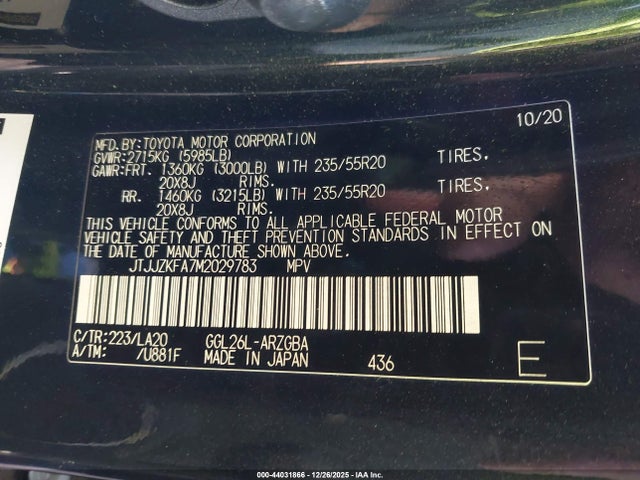 10/20
MFD.BY:TOYOTA MOTOR CORPORATION
GVWR:2715KG (5985LB)
GAWR:FRT. 1360KG (3000LB) WITH 235/55R20 TIRES.
20X8J RIMS.
RR. 1460KG (3215LB) WITH 235/55R20 TIRES.
20X8J RIMS.
THIS VEHICLE CONFORMS TO ALL APPLICABLE FEDERAL MOTOR
VEHICLE SAFETY AND THEFT PREVENTION STANDARDS IN EFFECT ON
THE DATE OF MANUFACTURE SHOWN ABOVE.
JTJJZKFA7M2029783 MPV
C/TR:223/LA20 GGL26L-ARZGBA
A/TM: /U881F MADE IN JAPAN 436 E
000-44031866 - 12/26/2025 - IAA Inc.